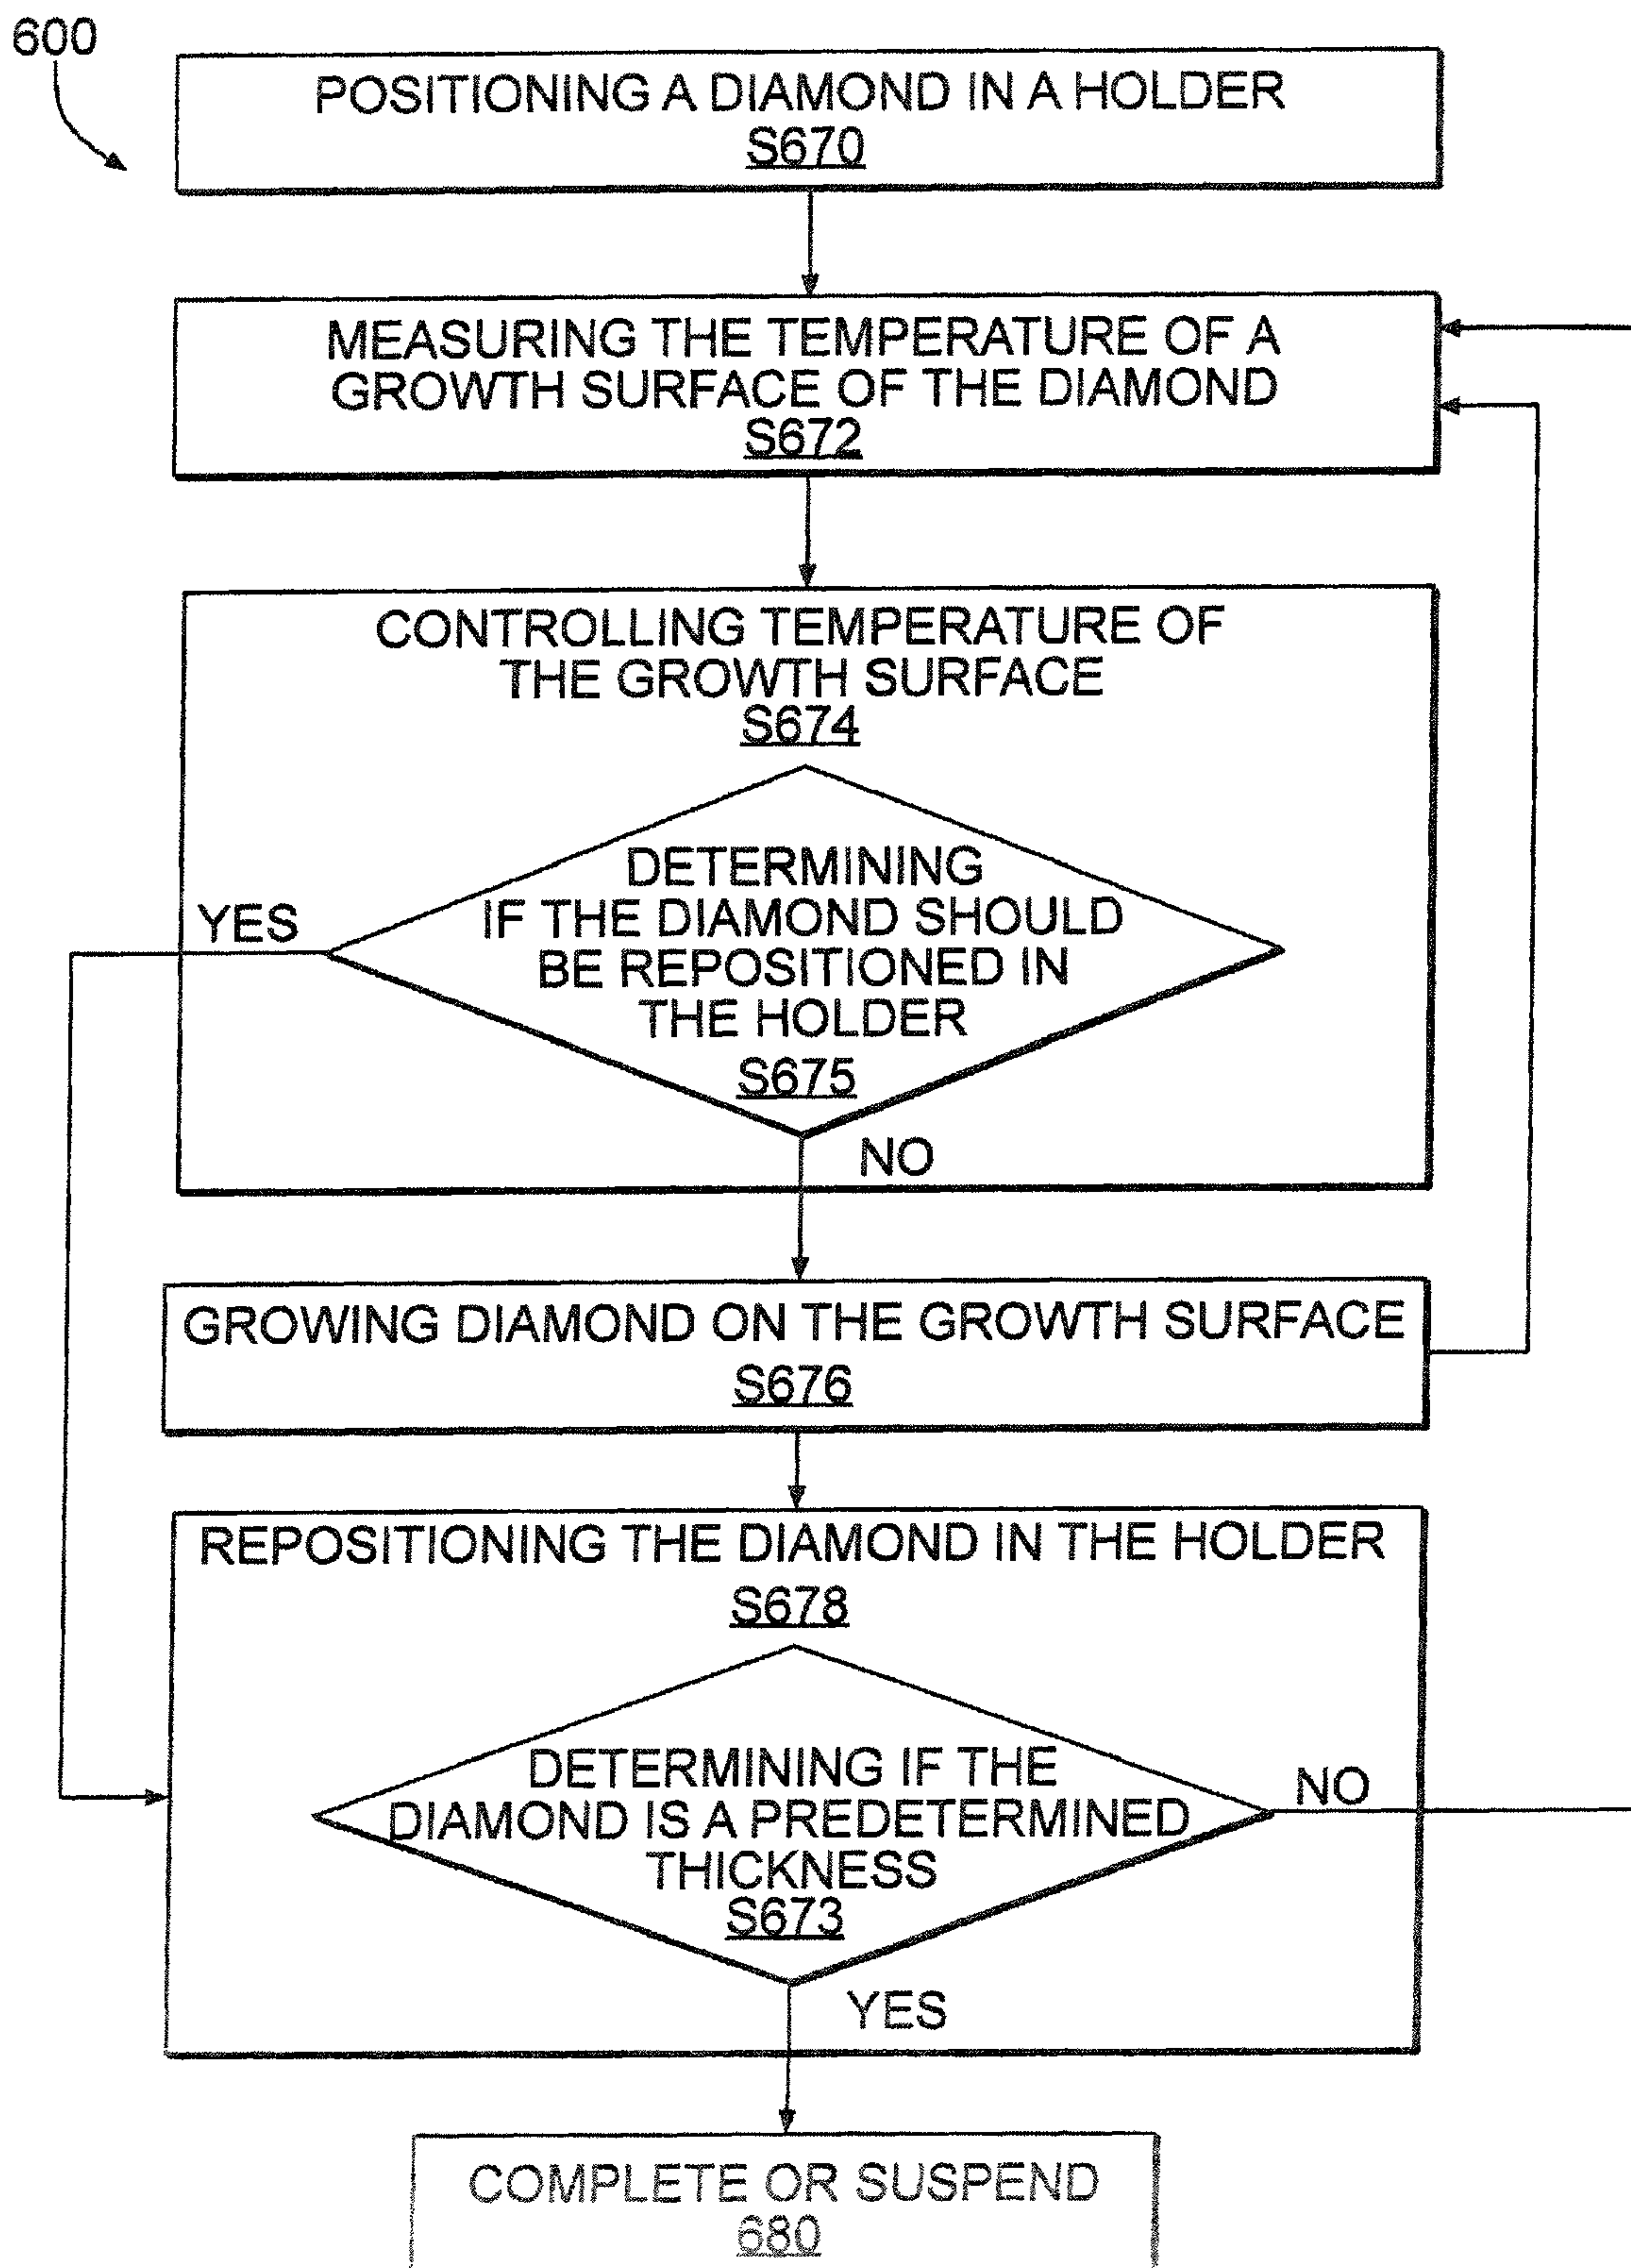 600
POSITIONING A DIAMOND IN A HOLDER
S670
MEASURING THE TEMPERATURE OF A
GROWTH SURFACE OF THE DIAMOND
S672
CONTROLLING TEMPERATURE OF
THE GROWTH SURFACE
S674
DETERMINING
IF THE DIAMOND SHOULD
BE REPOSITIONED IN
THE HOLDER
S675
YES
NO
GROWING DIAMOND ON THE GROWTH SURFACE
S676
REPOSITIONING THE DIAMOND IN THE HOLDER
S678
DETERMINING IF THE
DIAMOND IS A PREDETERMINED
THICKNESS
S673
NO
YES
COMPLETE OR SUSPEND
680